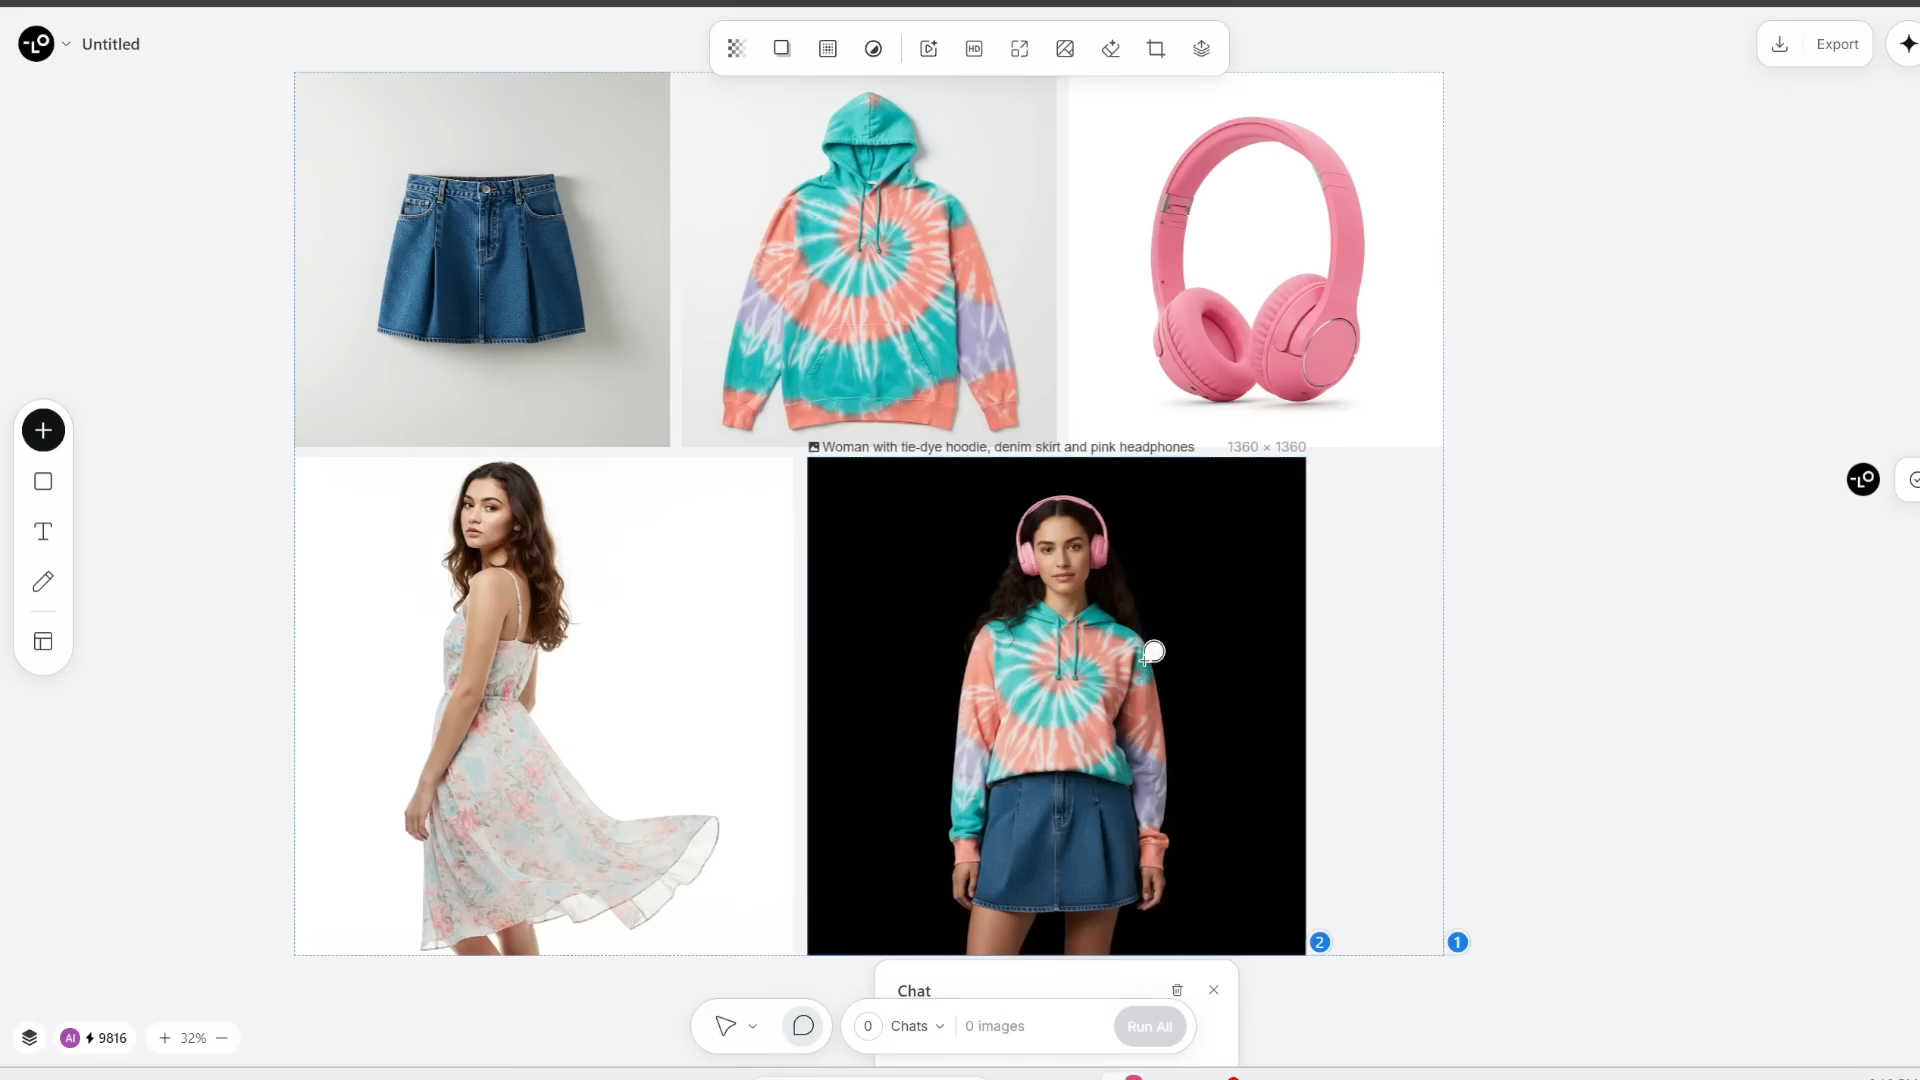 Untitled
HD
Export
Woman with tie-dye hoodie, denim skirt and pink headphones 1360 × 1360
2
1
Chat
AI 9816
32%
0 Chats 0 images Run All